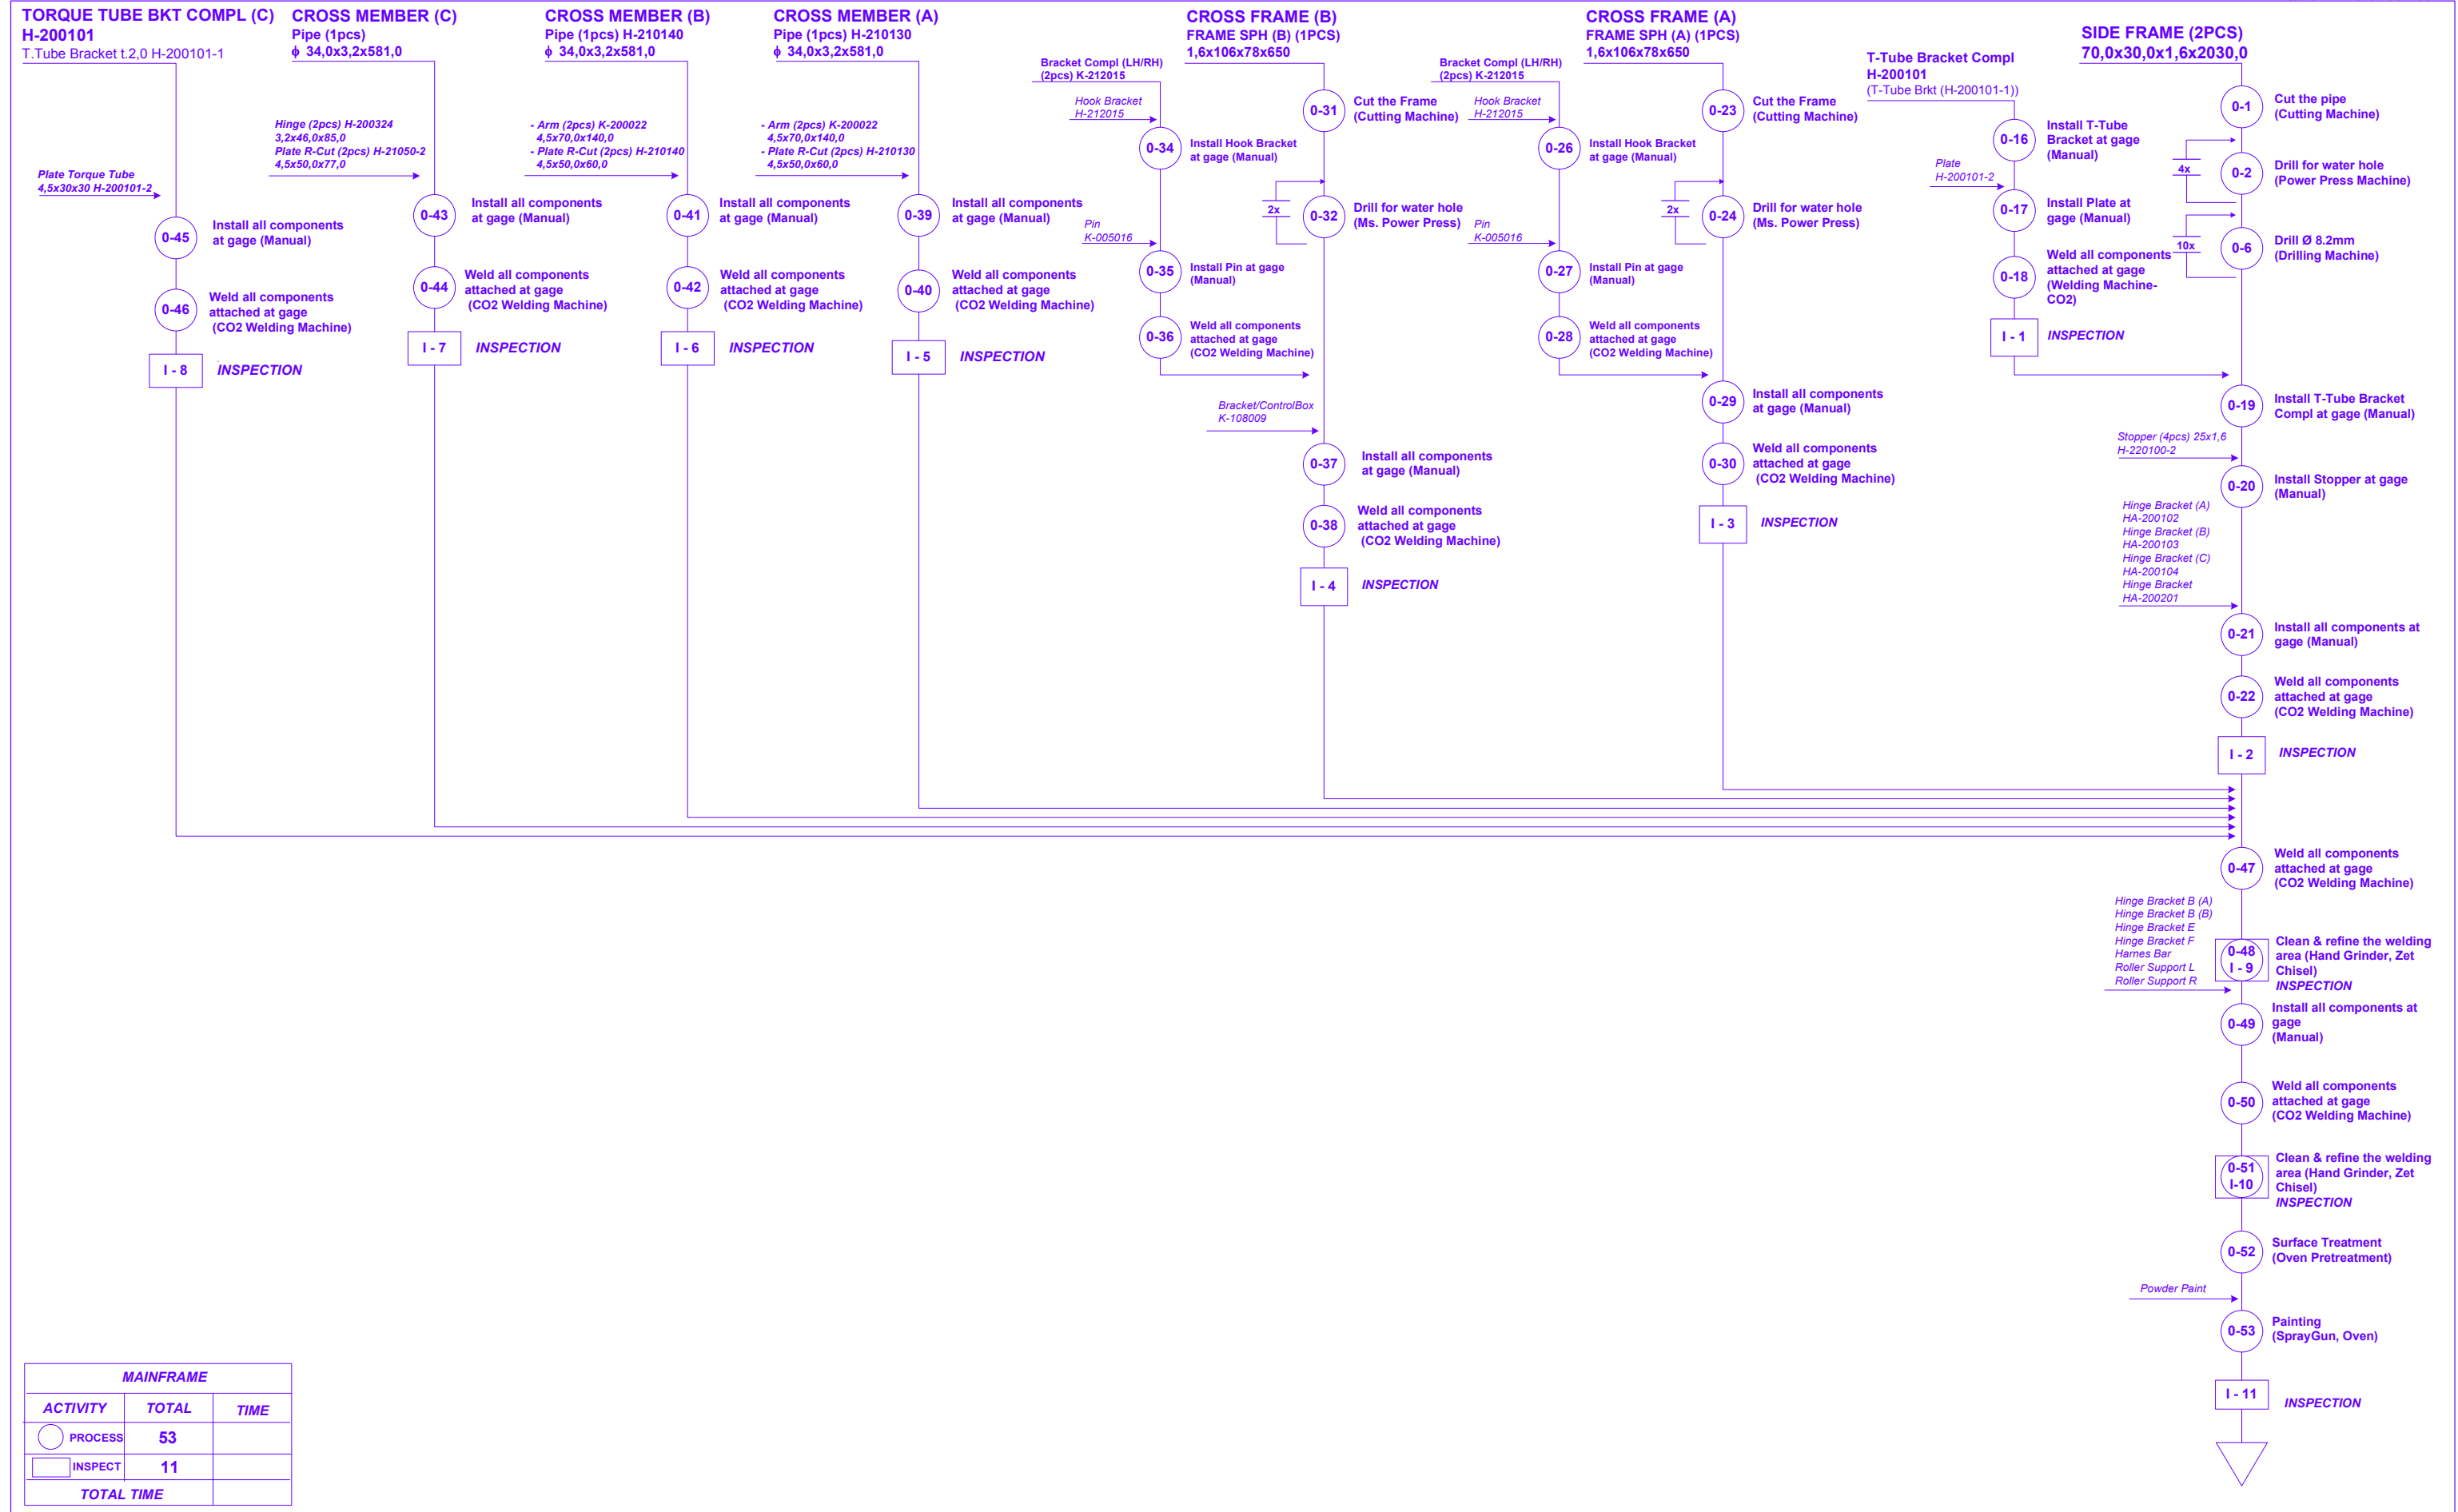 TORQUE TUBE BKT COMPL (C)
H-200101
T.Tube Bracket t.2,0 H-200101-1
Plate Torque Tube
4,5x30x30 H-200101-2
0-45
Install all components
at gage (Manual)
0-46
Weld all components
attached at gage
(CO2 Welding Machine)
I - 8
INSPECTION
CROSS MEMBER (C)
Pipe (1pcs)
ϕ 34,0x3,2x581,0
Hinge (2pcs) H-200324
3,2x46,0x85,0
Plate R-Cut (2pcs) H-21050-2
4,5x50,0x77,0
0-43
Install all components
at gage (Manual)
0-44
Weld all components
attached at gage
(CO2 Welding Machine)
I - 7
INSPECTION
CROSS MEMBER (B)
Pipe (1pcs) H-210140
ϕ 34,0x3,2x581,0
- Arm (2pcs) K-200022
4,5x70,0x140,0
- Plate R-Cut (2pcs) H-210140
4,5x50,0x60,0
0-41
Install all components
at gage (Manual)
0-42
Weld all components
attached at gage
(CO2 Welding Machine)
I - 6
INSPECTION
CROSS MEMBER (A)
Pipe (1pcs) H-210130
ϕ 34,0x3,2x581,0
- Arm (2pcs) K-200022
4,5x70,0x140,0
- Plate R-Cut (2pcs) H-210130
4,5x50,0x60,0
0-39
Install all components
at gage (Manual)
0-40
Weld all components
attached at gage
(CO2 Welding Machine)
I - 5
INSPECTION
CROSS FRAME (B)
FRAME SPH (B) (1PCS)
1,6x106x78x650
Bracket Compl (LH/RH)
(2pcs) K-212015
Hook Bracket
H-212015
0-34
Install Hook Bracket
at gage (Manual)
Pin
K-005016
0-35
Install Pin at gage
(Manual)
0-36
Weld all components
attached at gage
(CO2 Welding Machine)
0-31
Cut the Frame
(Cutting Machine)
2x
0-32
Drill for water hole
(Ms. Power Press)
Bracket/ControlBox
K-108009
0-37
Install all components
at gage (Manual)
0-38
Weld all components
attached at gage
(CO2 Welding Machine)
I - 4
INSPECTION
CROSS FRAME (A)
FRAME SPH (A) (1PCS)
1,6x106x78x650
Bracket Compl (LH/RH)
(2pcs) K-212015
Hook Bracket
H-212015
0-26
Install Hook Bracket
at gage (Manual)
Pin
K-005016
0-27
Install Pin at gage
(Manual)
0-28
Weld all components
attached at gage
(CO2 Welding Machine)
0-23
Cut the Frame
(Cutting Machine)
2x
0-24
Drill for water hole
(Ms. Power Press)
0-29
Install all components
at gage (Manual)
0-30
Weld all components
attached at gage
(CO2 Welding Machine)
I - 3
INSPECTION
T-Tube Bracket Compl
H-200101
(T-Tube Brkt (H-200101-1))
0-16
Install T-Tube
Bracket at gage
(Manual)
Plate
H-200101-2
0-17
Install Plate at
gage (Manual)
0-18
Weld all components
attached at gage
(Welding Machine-
CO2)
I - 1
INSPECTION
SIDE FRAME (2PCS)
70,0x30,0x1,6x2030,0
0-1
Cut the pipe
(Cutting Machine)
4x
0-2
Drill for water hole
(Power Press Machine)
10x
0-6
Drill Ø 8.2mm
(Drilling Machine)
0-19
Install T-Tube Bracket
Compl at gage (Manual)
Stopper (4pcs) 25x1,6
H-220100-2
0-20
Install Stopper at gage
(Manual)
Hinge Bracket (A)
HA-200102
Hinge Bracket (B)
HA-200103
Hinge Bracket (C)
HA-200104
Hinge Bracket
HA-200201
0-21
Install all components at
gage (Manual)
0-22
Weld all components
attached at gage
(CO2 Welding Machine)
I - 2
INSPECTION
0-47
Weld all components
attached at gage
(CO2 Welding Machine)
Hinge Bracket B (A)
Hinge Bracket B (B)
Hinge Bracket E
Hinge Bracket F
Harnes Bar
Roller Support L
Roller Support R
0-48
I - 9
Clean & refine the welding
area (Hand Grinder, Zet
Chisel)
INSPECTION
0-49
Install all components at
gage
(Manual)
0-50
Weld all components
attached at gage
(CO2 Welding Machine)
0-51
I-10
Clean & refine the welding
area (Hand Grinder, Zet
Chisel)
INSPECTION
0-52
Surface Treatment
(Oven Pretreatment)
Powder Paint
0-53
Painting
(SprayGun, Oven)
I - 11
INSPECTION
MAINFRAME
ACTIVITY TOTAL TIME
PROCESS 53
INSPECT 11
TOTAL TIME